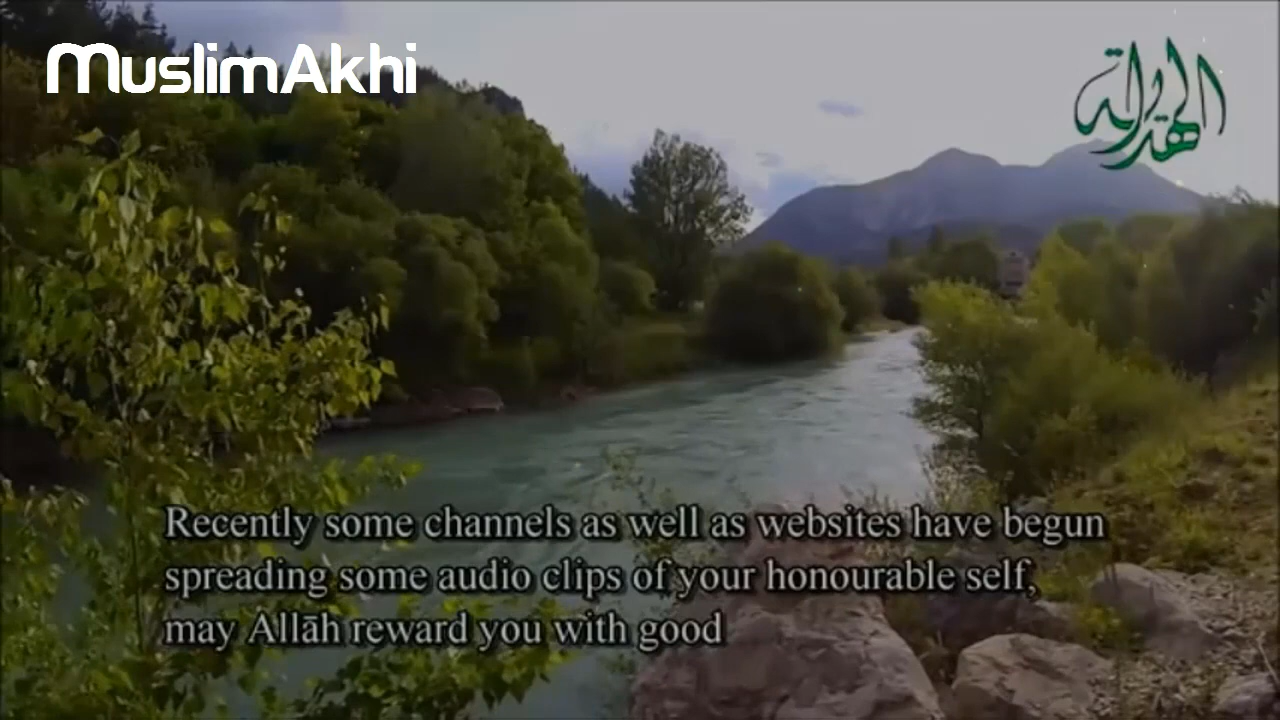 MuslimAkhi
الهداية
Recently some channels as well as websites have begun
spreading some audio clips of your honourable self,
may Allāh reward you with good